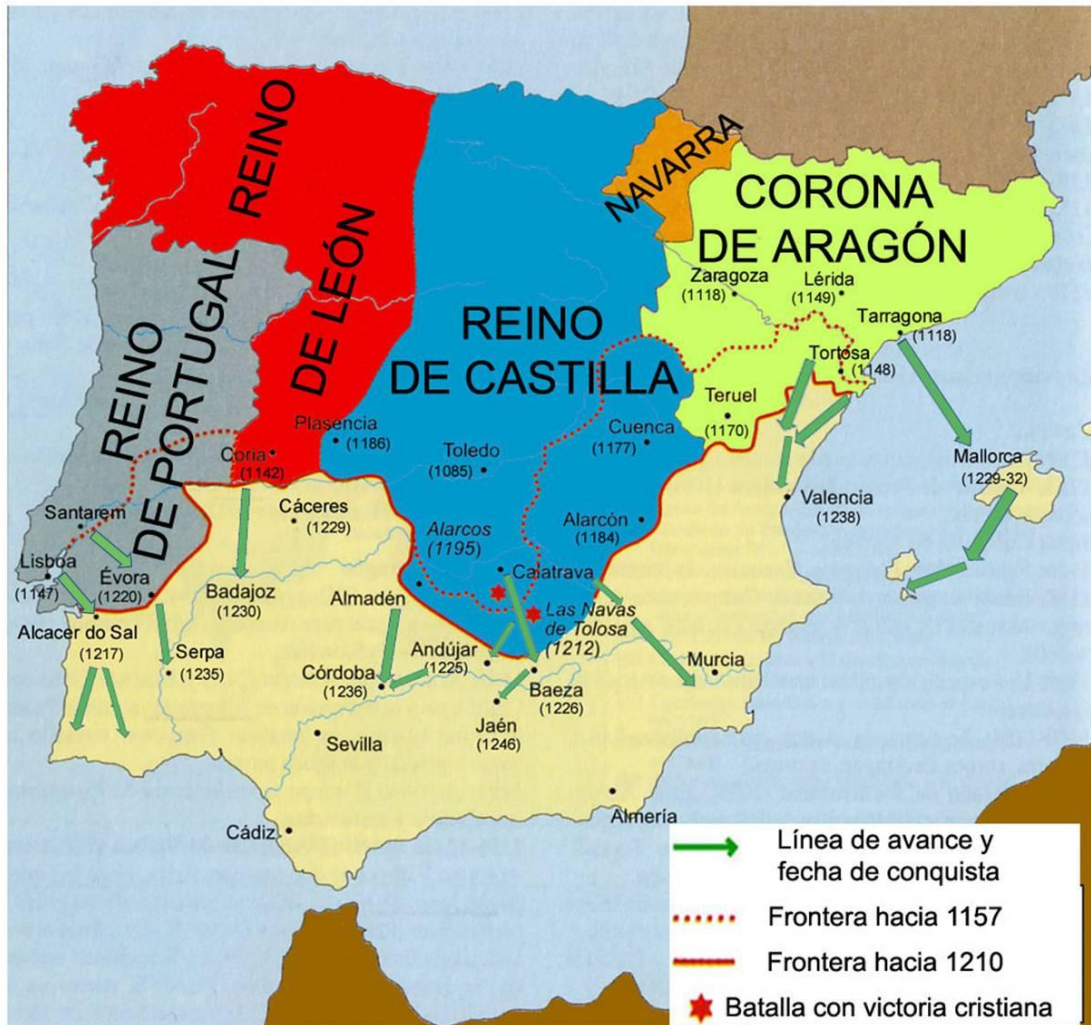 REINO
DE LEÓN
REINO
DE PORTUGAL
REINO
DE CASTILLA
NAVARRA
CORONA
DE ARAGÓN
Zaragoza
(1118)
Lérida
(1149)
Tarragona
(1118)
Tortosa
(1148)
Teruel
(1170)
Mallorca
(1229-32)
Valencia
(1238)
Plasencia
(1186)
Coria
(1142)
Toledo
(1085)
Cuenca
(1177)
Alarcón
(1184)
Cáceres
(1229)
Alarcos
(1195)
Calatrava
Santarem
Lisboa
(1147)
Évora
(1220)
Badajoz
(1230)
Almadén
Las Navas
de Tolosa
(1212)
Alcacer do Sal
(1217)
Serpa
(1235)
Córdoba
(1236)
Andújar
(1225)
Baeza
(1226)
Jaén
(1246)
Murcia
Sevilla
Cádiz
Almería
Línea de avance y
fecha de conquista
Frontera hacia 1157
Frontera hacia 1210
Batalla con victoria cristiana